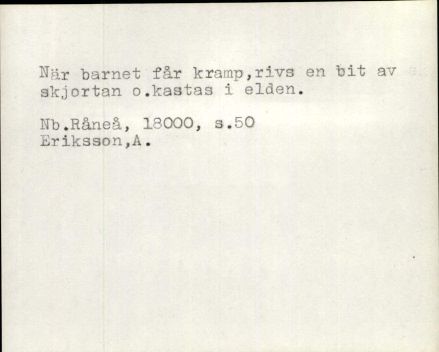 När barnet får kramp,rivs en bit av
skjortan o.kastas i elden.
Nb.Råneå, 18000, s.50
Eriksson,A.